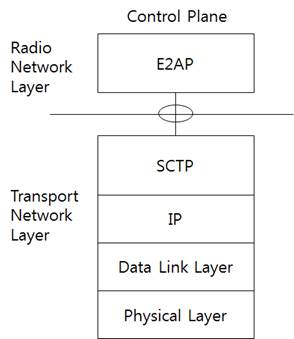 Control Plane
Radio
Network
Layer
E2AP
Transport
Network
Layer
SCTP
IP
Data Link Layer
Physical Layer